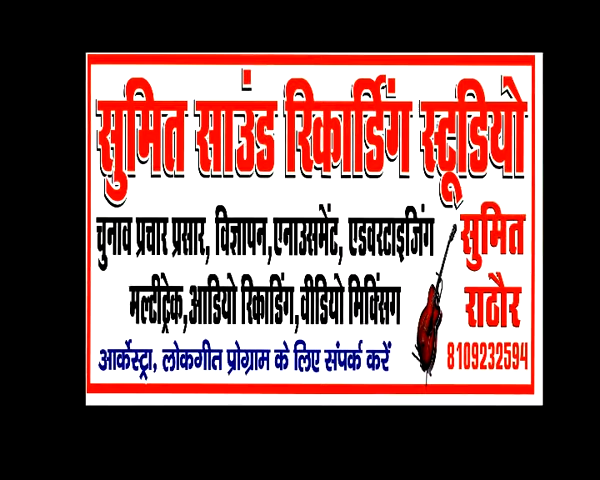 सुमित साउंड रिकार्डिंग स्टूडियो
चुनाव प्रचार प्रसार, विज्ञापन,एनाउसमेंट, एडवरटाइजिंग
मल्टीट्रेक,आडियो रिकाडिंग,वीडियो मिक्सिंग
आर्केस्ट्रा, लोकगीत प्रोग्राम के लिए संपर्क करें
सुमित
राठौर
8109232594